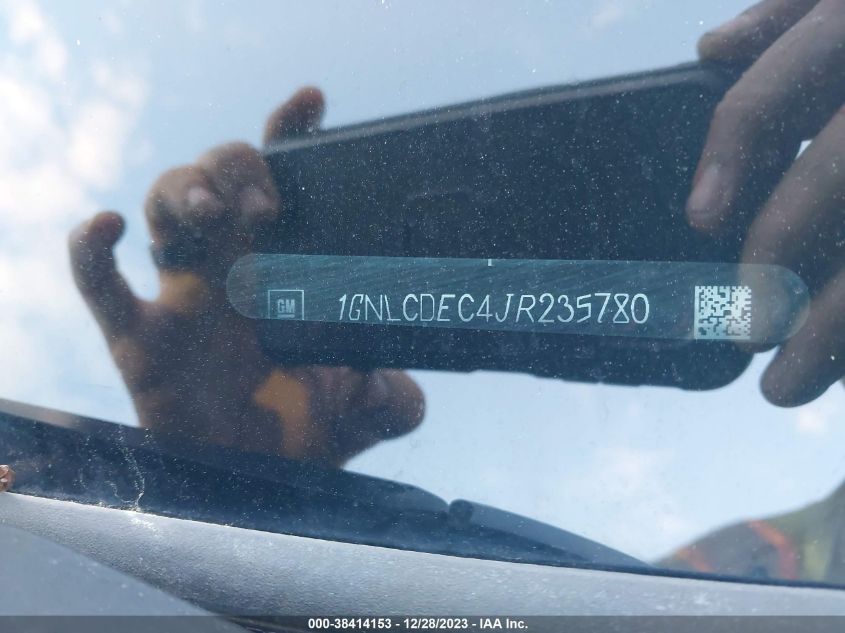 GM 1GNLCDEC4JR235780
000-38414153 - 12/28/2023 - IAA Inc.